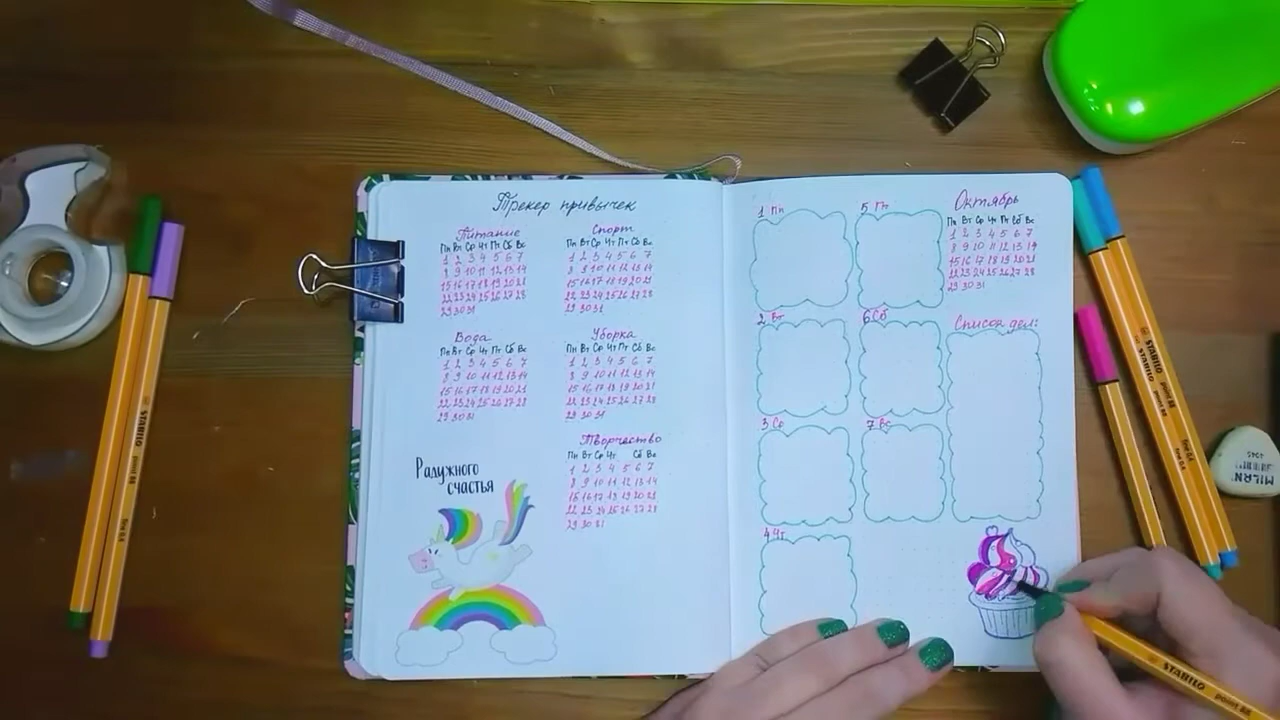 Трекер привычек
Питание
Пн Вт Ср Чт Пт Сб Вс
1 2 3 4 5 6 7
8 9 10 11 12 13 14
15 16 17 18 19 20 21
22 23 24 25 26 27 28
29 30 31
Спорт
Пн Вт Ср Чт Пт Сб Вс
1 2 3 4 5 6 7
8 9 10 11 12 13 14
15 16 17 18 19 20 21
22 23 24 25 26 27 28
29 30 31
Вода
Пн Вт Ср Чт Пт Сб Вс
1 2 3 4 5 6 7
8 9 10 11 12 13 14
15 16 17 18 19 20 21
22 23 24 25 26 27 28
29 30 31
Уборка
Пн Вт Ср Чт Пт Сб Вс
1 2 3 4 5 6 7
8 9 10 11 12 13 14
15 16 17 18 19 20 21
22 23 24 25 26 27 28
29 30 31
Творчество
Пн Вт Ср Чт Сб Вс
1 2 3 4 5 6 7
8 9 10 11 12 13 14
15 16 17 18 19 20 21
22 23 24 25 26 27 28
29 30 31
Радужного
счастья
1 Пн
5 Пт
2 Вт
6 Сб
3 Ср
7 Вс
4 Чт
Октябрь
Пн Вт Ср Чт Пт Сб Вс
1 2 3 4 5 6 7
8 9 10 11 12 13 14
15 16 17 18 19 20 21
22 23 24 25 26 27 28
29 30 31
Список дел:
STABILO
STABILO point 88
STABILO point 88
STABILO point 88
MILAN